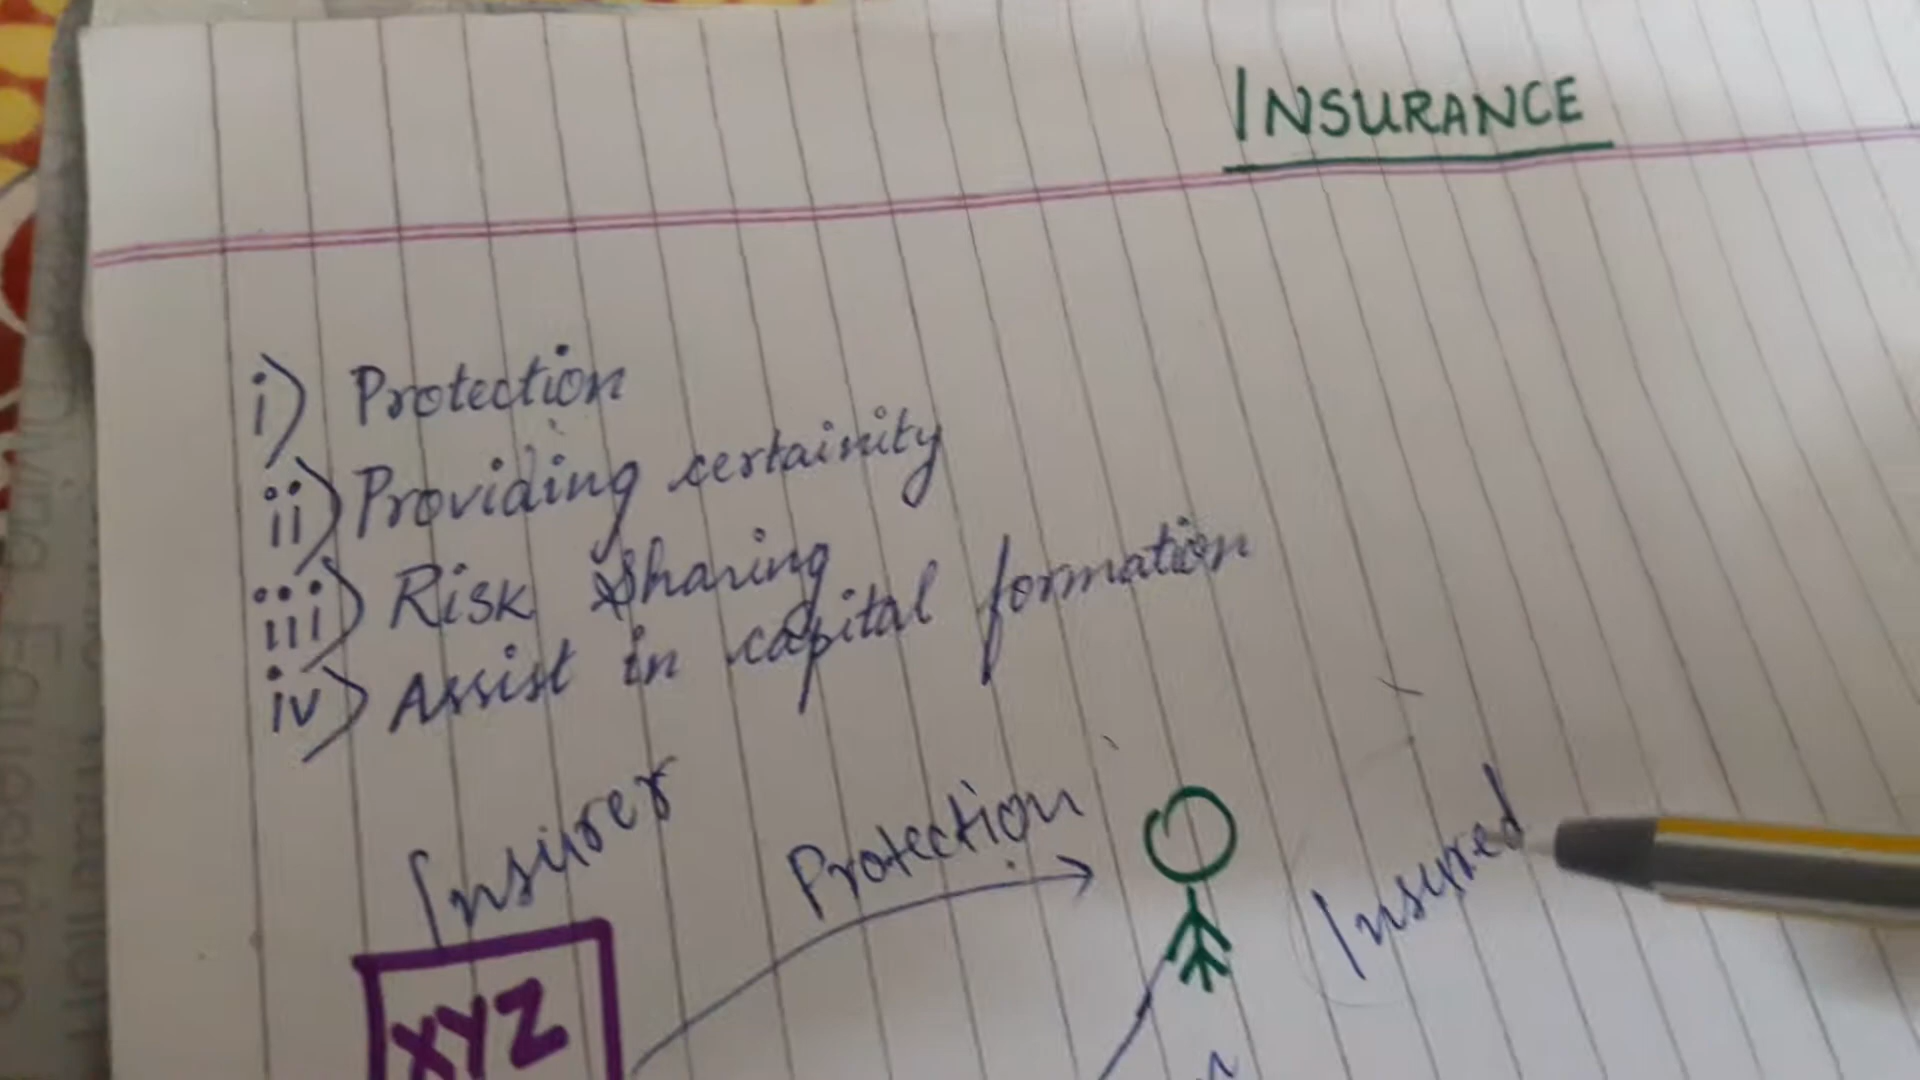 INSURANCE
i) Protection
ii) Providing certainity
iii) Risk Sharing
iv) Assist in capital formation
Insurer
Protection
Insured
XYZ